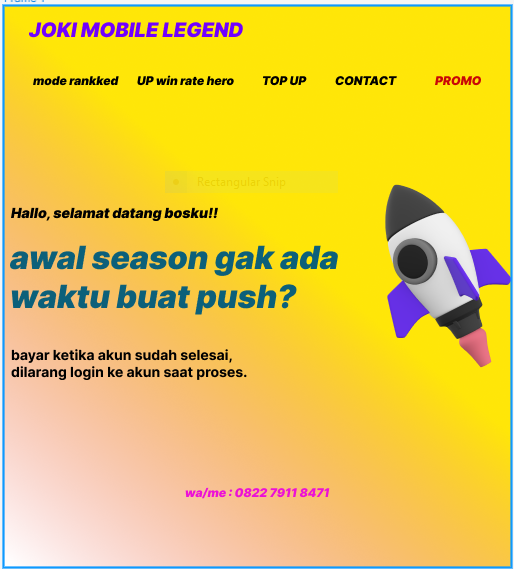 Frame 1
JOKI MOBILE LEGEND
mode rankked UP win rate hero TOP UP CONTACT PROMO
Rectangular Snip
Hallo, selamat datang bosku!!
awal season gak ada
waktu buat push?
bayar ketika akun sudah selesai,
dilarang login ke akun saat proses.
wa/me : 0822 7911 8471